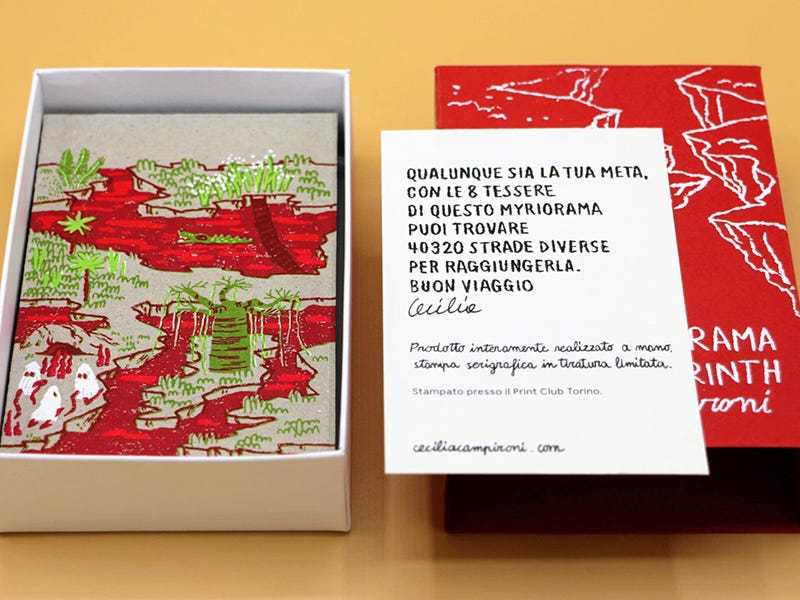 QUALUNQUE SIA LA TUA META,
CON LE 8 TESSERE
DI QUESTO MYRIORAMA
PUOI TROVARE
40320 STRADE DIVERSE
PER RAGGIUNGERLA.
BUON VIAGGIO
Cecilia
Prodotto interamente realizzato a mano,
stampa serigrafica in tiratura limitata.
Stampato presso il Print Club Torino.
ceciliacampironi.com
RAMA
RINTH
roni